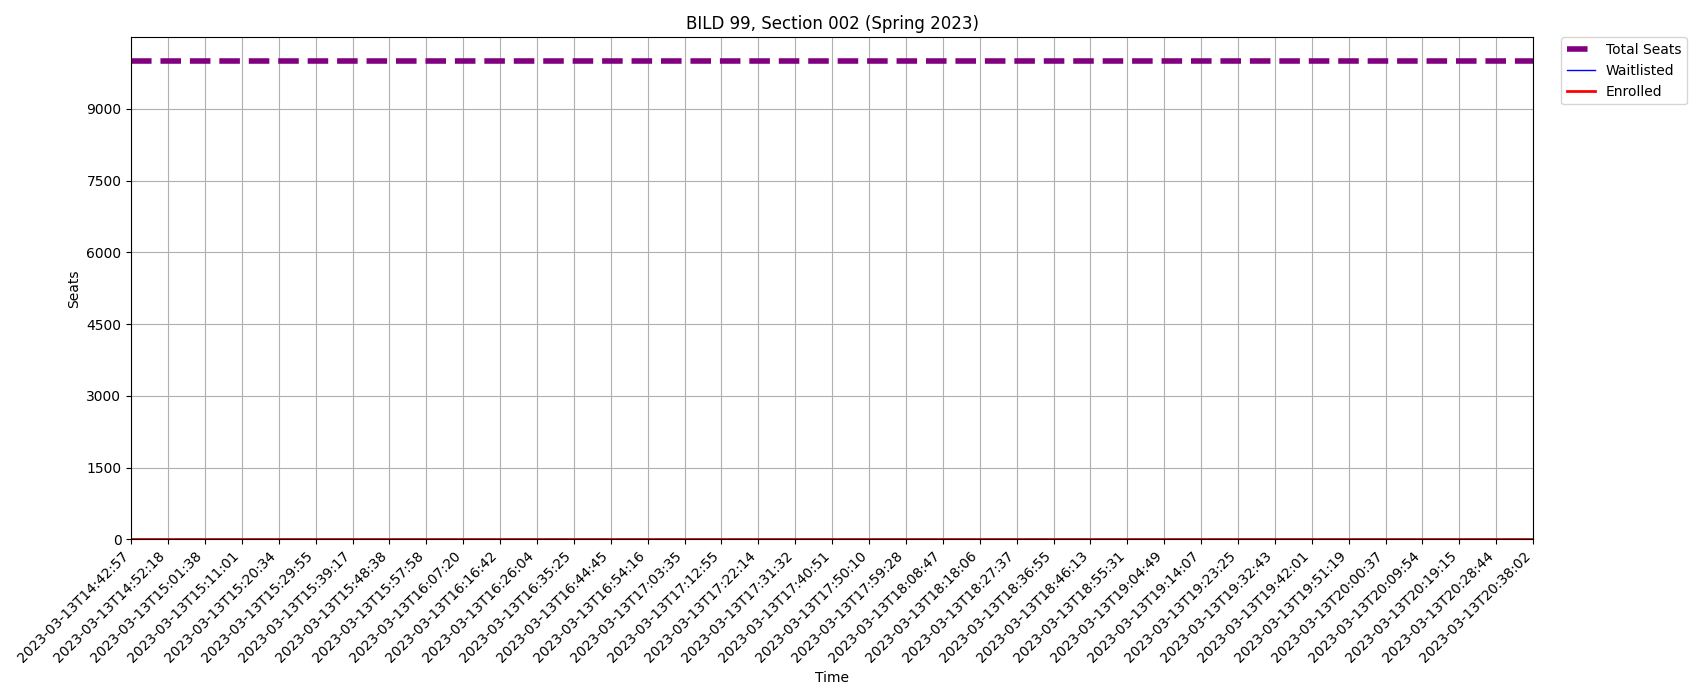 BILD 99, Section 002 (Spring 2023)
Total Seats
Waitlisted
Enrolled
Seats
9000
7500
6000
4500
3000
1500
0
2023-03-13T14:42:57
2023-03-13T14:52:18
2023-03-13T15:01:38
2023-03-13T15:11:01
2023-03-13T15:20:34
2023-03-13T15:29:55
2023-03-13T15:39:17
2023-03-13T15:48:38
2023-03-13T15:57:58
2023-03-13T16:07:20
2023-03-13T16:16:42
2023-03-13T16:26:04
2023-03-13T16:35:25
2023-03-13T16:44:45
2023-03-13T16:54:16
2023-03-13T17:03:35
2023-03-13T17:12:55
2023-03-13T17:22:14
2023-03-13T17:31:32
2023-03-13T17:40:51
2023-03-13T17:50:10
2023-03-13T17:59:28
2023-03-13T18:08:47
2023-03-13T18:18:06
2023-03-13T18:27:37
2023-03-13T18:36:55
2023-03-13T18:46:13
2023-03-13T18:55:31
2023-03-13T19:04:49
2023-03-13T19:14:07
2023-03-13T19:23:25
2023-03-13T19:32:43
2023-03-13T19:42:01
2023-03-13T19:51:19
2023-03-13T20:00:37
2023-03-13T20:09:54
2023-03-13T20:19:15
2023-03-13T20:28:44
2023-03-13T20:38:02
Time